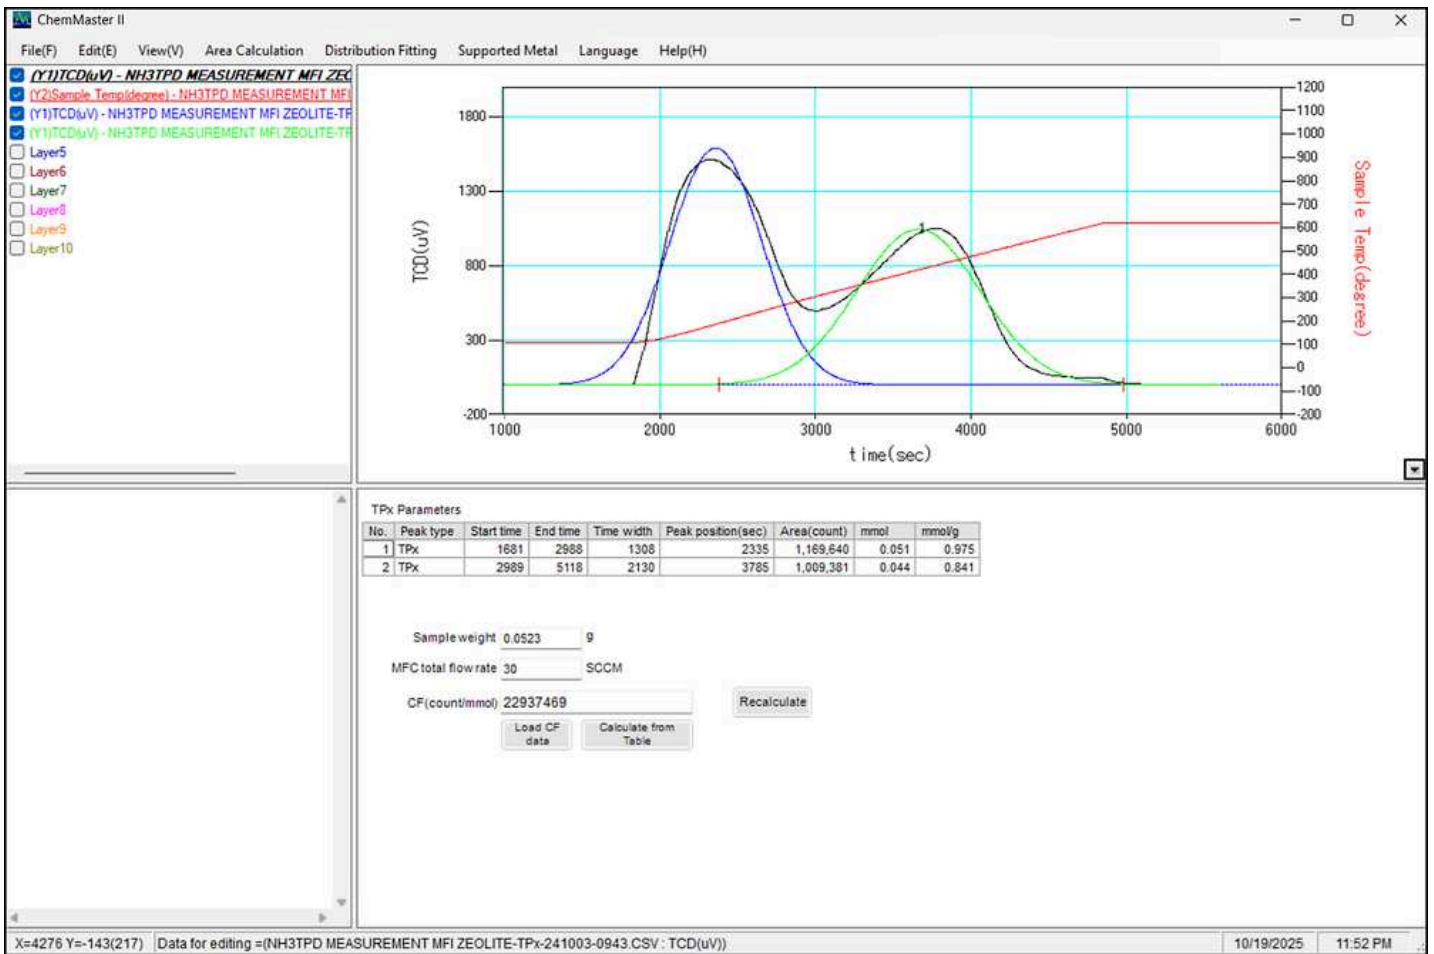 ChemMaster II
File(F) Edit(E) View(V) Area Calculation Distribution Fitting Supported Metal Language Help(H)
(Y1)TCD(uV) - NH3TPD MEASUREMENT MFI ZEO
(Y2)Sample Temp(degree) - NH3TPD MEASUREMENT MFI
(Y1)TCD(uV) - NH3TPD MEASUREMENT MFI ZEOLITE-TP
(Y1)TCD(uV) - NH3TPD MEASUREMENT MFI ZEOLITE-TP
Layer5
Layer6
Layer7
Layer8
Layer9
Layer10
TCD(uV)
1800
1300
800
300
-200
1000 2000 3000 4000 5000 6000
time(sec)
1
1200
1100
1000
900
800
700
600
500
400
300
200
100
0
-100
-200
Sample Temp(degree)
TPx Parameters
No. Peak type Start time End time Time width Peak position(sec) Area(count) mmol mmol/g
1 TPx 1681 2988 1308 2335 1,169,640 0.051 0.975
2 TPx 2989 5118 2130 3785 1,009,381 0.044 0.841
Sample weight 0.0523 g
MFC total flow rate 30 SCCM
CF(count/mmol) 22937469 Recalculate
Load CF data
Calculate from Table
X=4276 Y=-143(217) Data for editing =(NH3TPD MEASUREMENT MFI ZEOLITE-TPx-241003-0943.CSV : TCD(uV)) 10/19/2025 11:52 PM